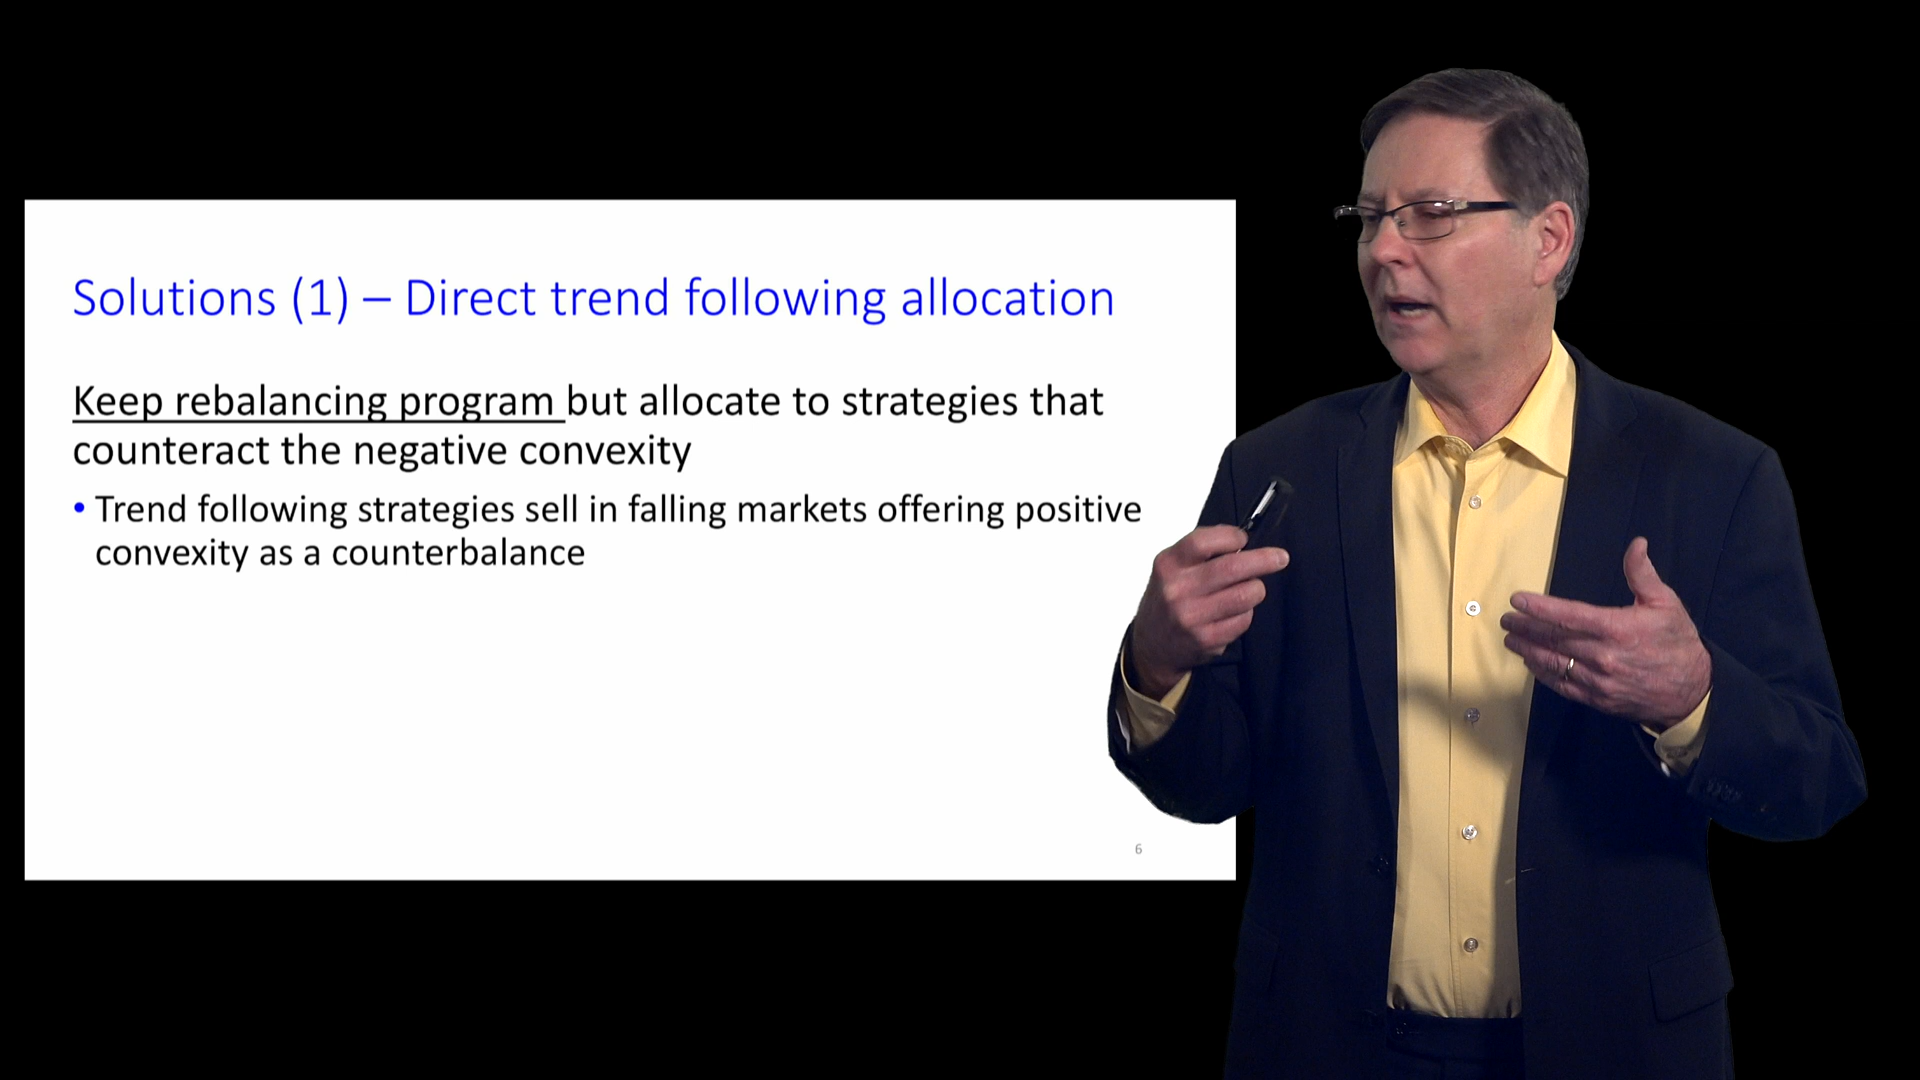 Solutions (1) – Direct trend following allocation
Keep rebalancing program but allocate to strategies that
counteract the negative convexity
• Trend following strategies sell in falling markets offering positive
convexity as a counterbalance
6